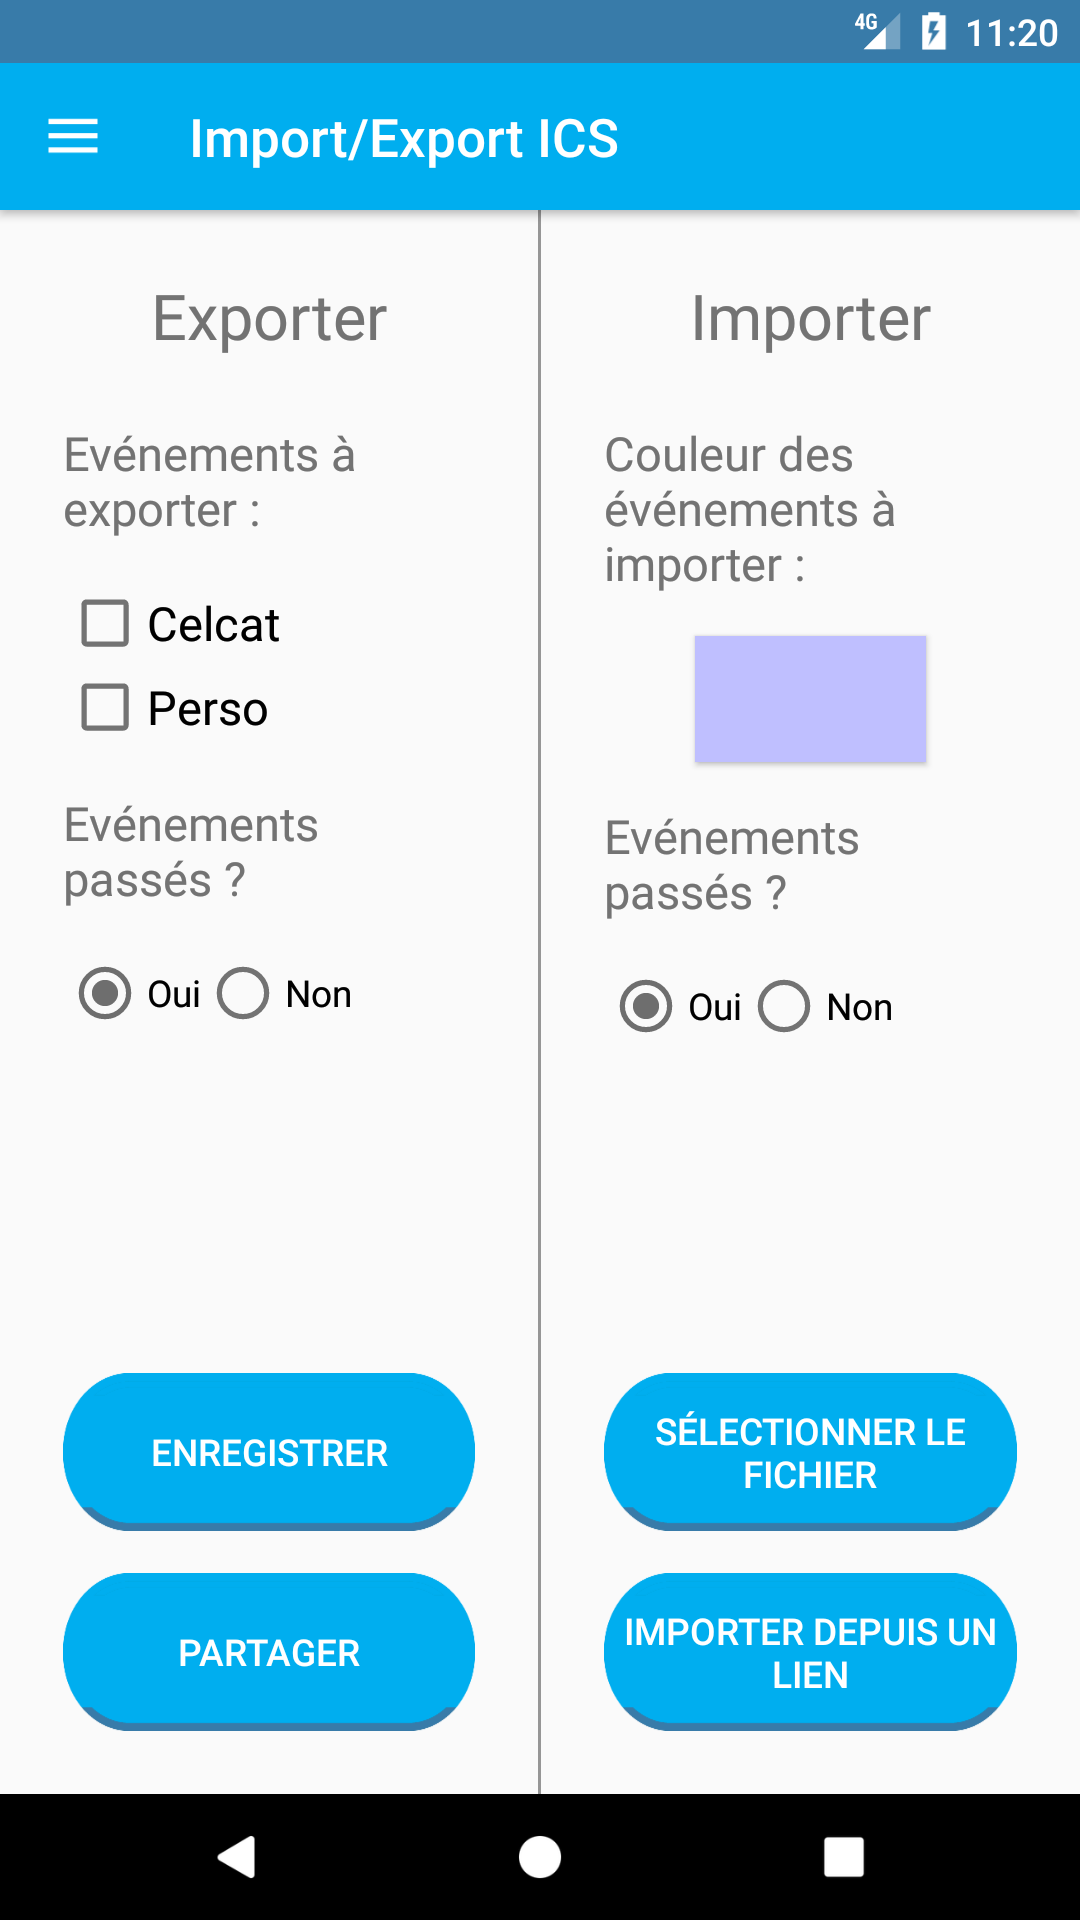 4G 11:20
Import/Export ICS
Exporter
Evénements à
exporter :
Celcat
Perso
Evénements
passés ?
Oui Non
ENREGISTRER
PARTAGER
Importer
Couleur des
événements à
importer :
Evénements
passés ?
Oui Non
SÉLECTIONNER LE
FICHIER
IMPORTER DEPUIS UN
LIEN